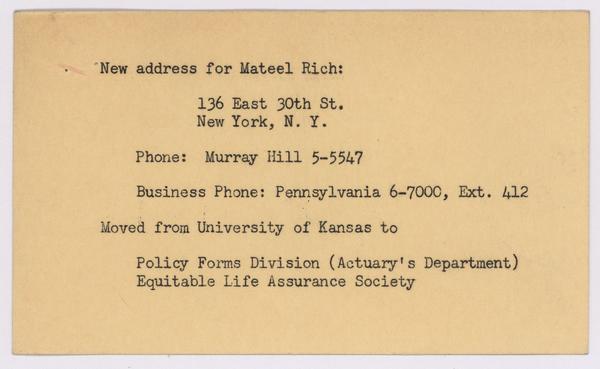 New address for Mateel Rich:
136 East 30th St.
New York, N. Y.
Phone: Murray Hill 5-5547
Business Phone: Pennsylvania 6-7000, Ext. 412
Moved from University of Kansas to
Policy Forms Division (Actuary's Department)
Equitable Life Assurance Society